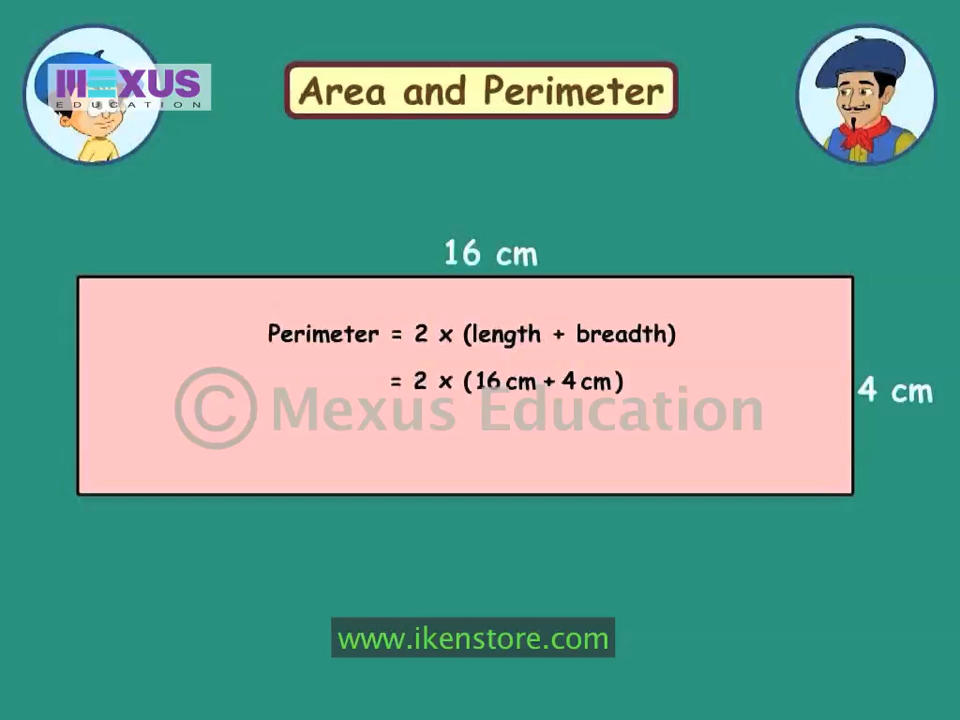 MEXUS
EDUCATION
Area and Perimeter
16 cm
Perimeter = 2 x (length + breadth)
= 2 x (16 cm + 4 cm)
4 cm
© Mexus Education
www.ikenstore.com